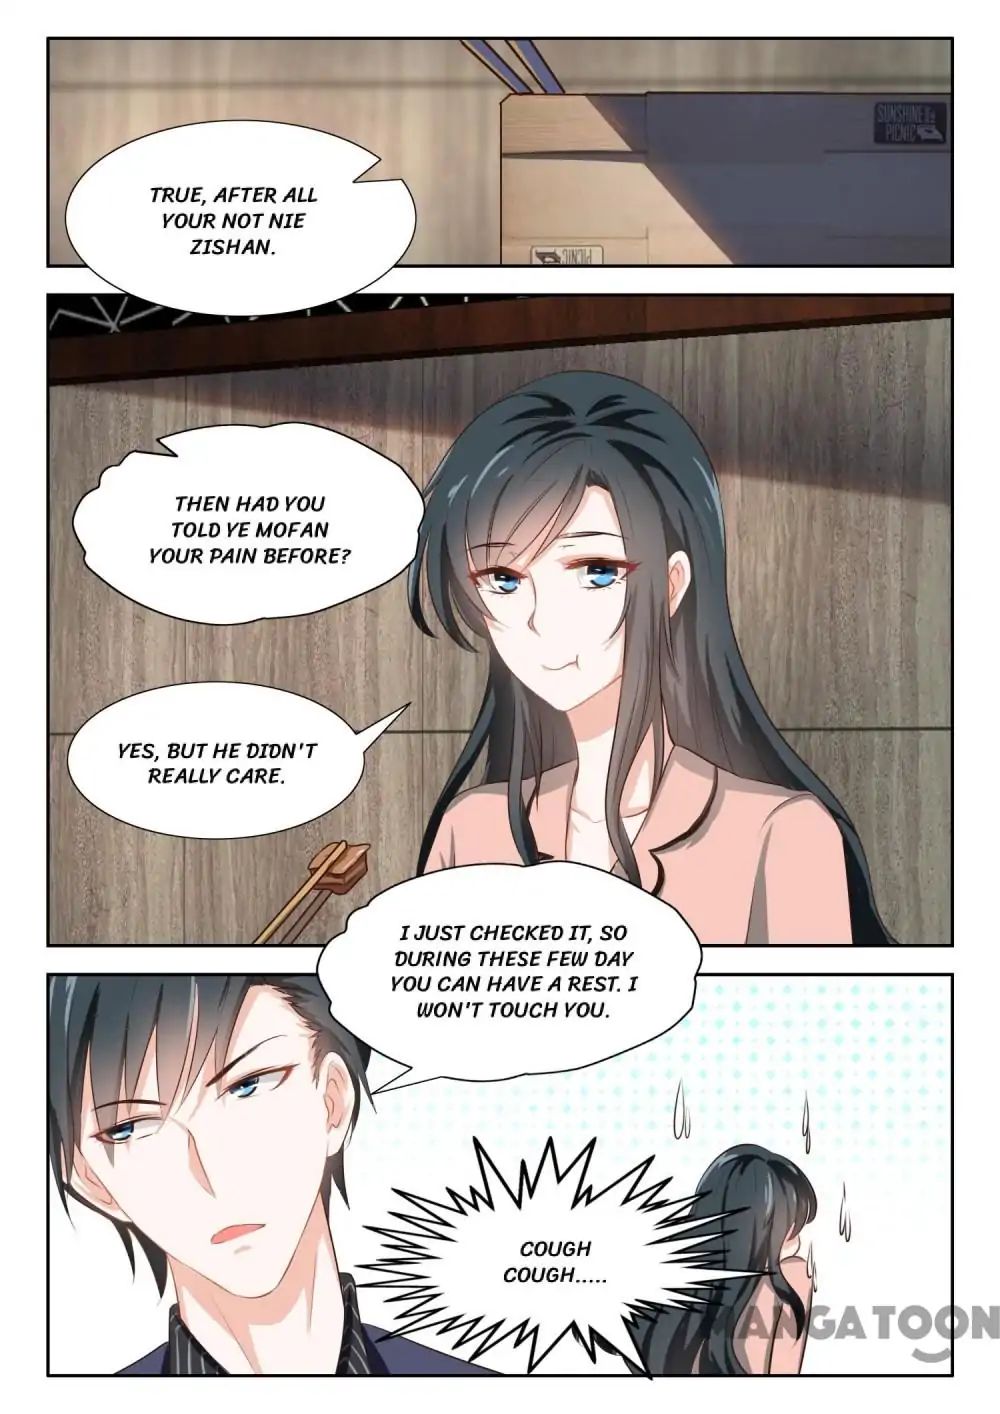 SUNSHINE
PICNIC
TRUE, AFTER ALL
YOUR NOT NIE
ZISHAN.
PICNIC
THEN HAD YOU
TOLD YE MOFAN
YOUR PAIN BEFORE?
YES, BUT HE DIDN'T
REALLY CARE.
I JUST CHECKED IT, SO
DURING THESE FEW DAY
YOU CAN HAVE A REST. I
WON'T TOUCH YOU.
COUGH
COUGH.....
MANGATOON